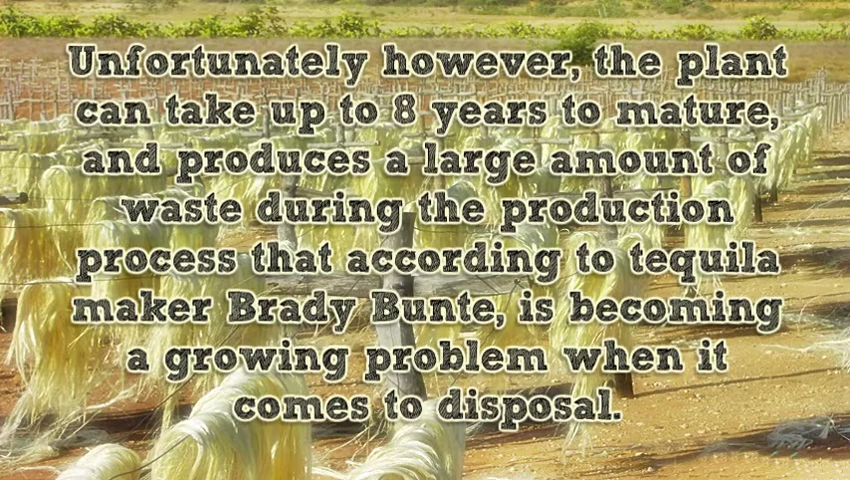 Unfortunately however, the plant
can take up to 8 years to mature,
and produces a large amount of
waste during the production
process that according to tequila
maker Brady Bunte, is becoming
a growing problem when it
comes to disposal.